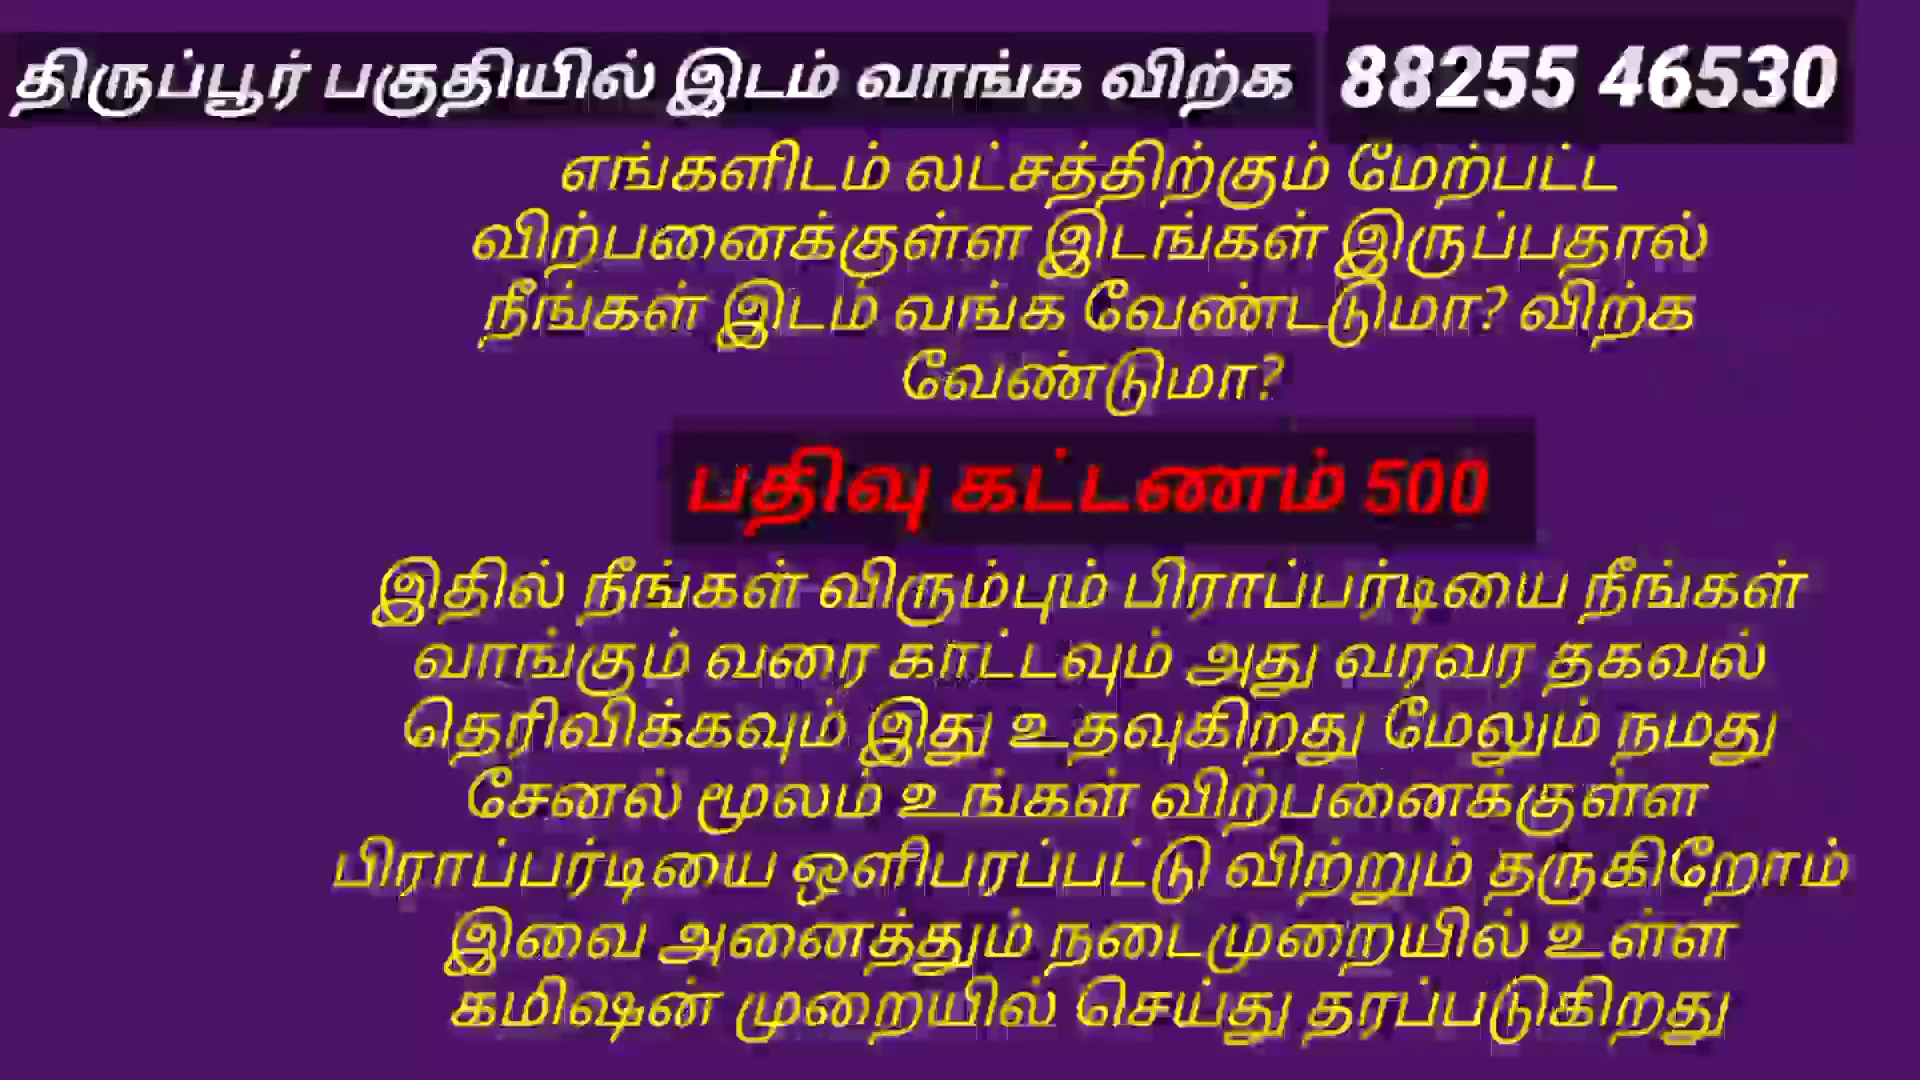 திருப்பூர் பகுதியில் இடம் வாங்க விற்க 88255 46530
எங்களிடம் லட்சத்திற்கும் மேற்பட்ட
விற்பனைக்குள்ள இடங்கள் இருப்பதால்
நீங்கள் இடம் வங்க வேண்டடுமா? விற்க
வேண்டுமா?
பதிவு கட்டணம் 500
இதில் நீங்கள் விரும்பும் பிராப்பர்டியை நீங்கள்
வாங்கும் வரை காட்டவும் அது வரவர தகவல்
தெரிவிக்கவும் இது உதவுகிறது மேலும் நமது
சேனல் மூலம் உங்கள் விற்பனைக்குள்ள
பிராப்பர்டியை ஒளிபரப்பட்டு விற்றும் தருகிறோம்
இவை அனைத்தும் நடைமுறையில் உள்ள
கமிஷன் முறையில் செய்து தரப்படுகிறது